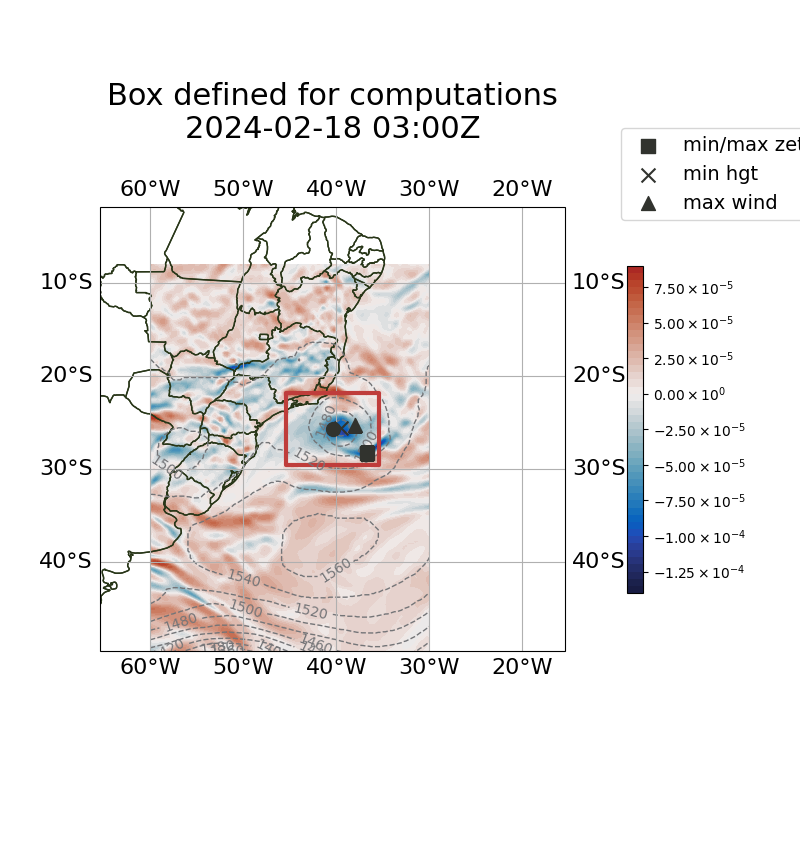 Box defined for computations
2024-02-18 03:00Z
min/max zet
min hgt
max wind
60°W 50°W 40°W 30°W 20°W
10°S 10°S
20°S 20°S
30°S 30°S
40°S 40°S
60°W 50°W 40°W 30°W 20°W
7.50×10⁻⁵
5.00×10⁻⁵
2.50×10⁻⁵
0.00×10⁰
−2.50×10⁻⁵
−5.00×10⁻⁵
−7.50×10⁻⁵
−1.00×10⁻⁴
−1.25×10⁻⁴
1500
1520
1560
1540
1500
1520
1480
1460